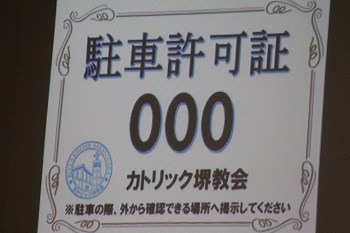 駐車許可証
000
カトリック堺教会
※駐車の際、外から確認できる場所へ掲示してください